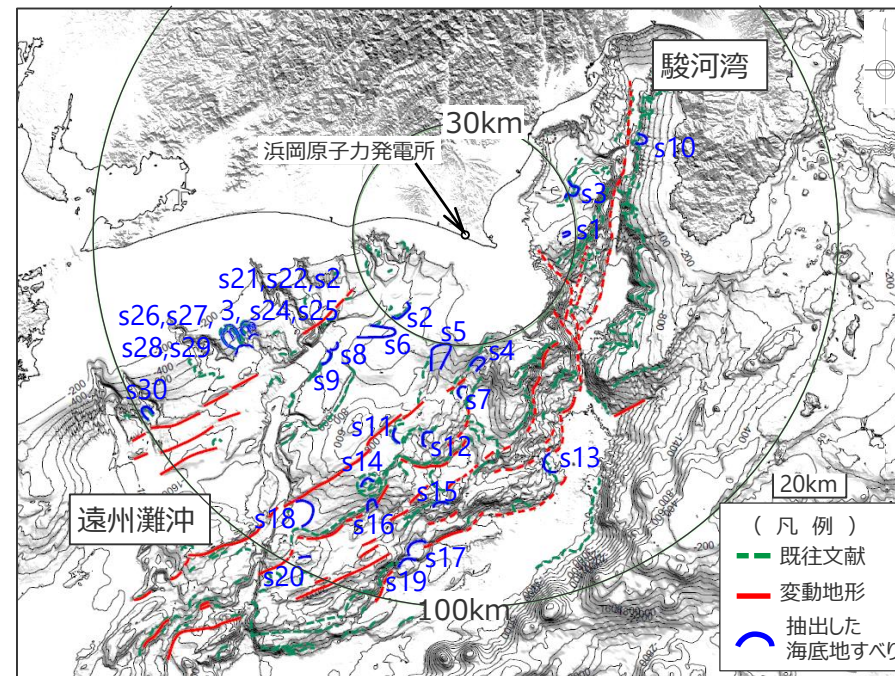 駿河湾
30km
浜岡原子力発電所
s10
s3
s1
s21,s22,s2
3, s24,s25
s26,s27,
s28,s29
s2
s5
s6
s4
s8
s9
s7
s30
s11
s12
s13
s14
s15
s16
s18
s17
s20
s19
遠州灘沖
100km
20km
( 凡 例 )
既往文献
変動地形
抽出した
海底地すべり